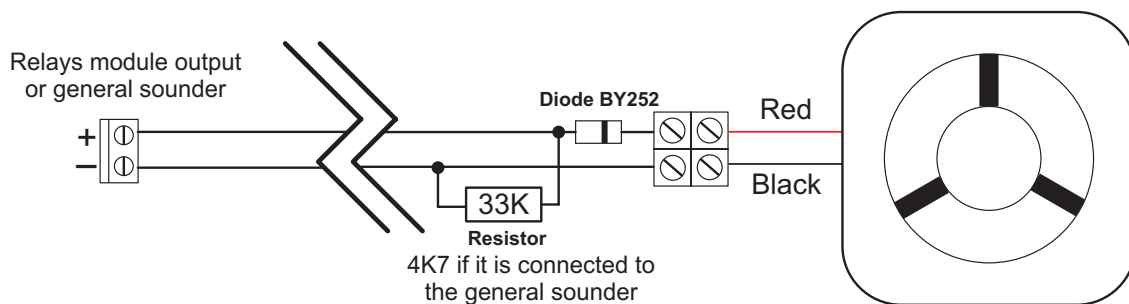 Relays module output
or general sounder
+
–
Diode BY252
Red
Black
33K
Resistor
4K7 if it is connected to
the general sounder